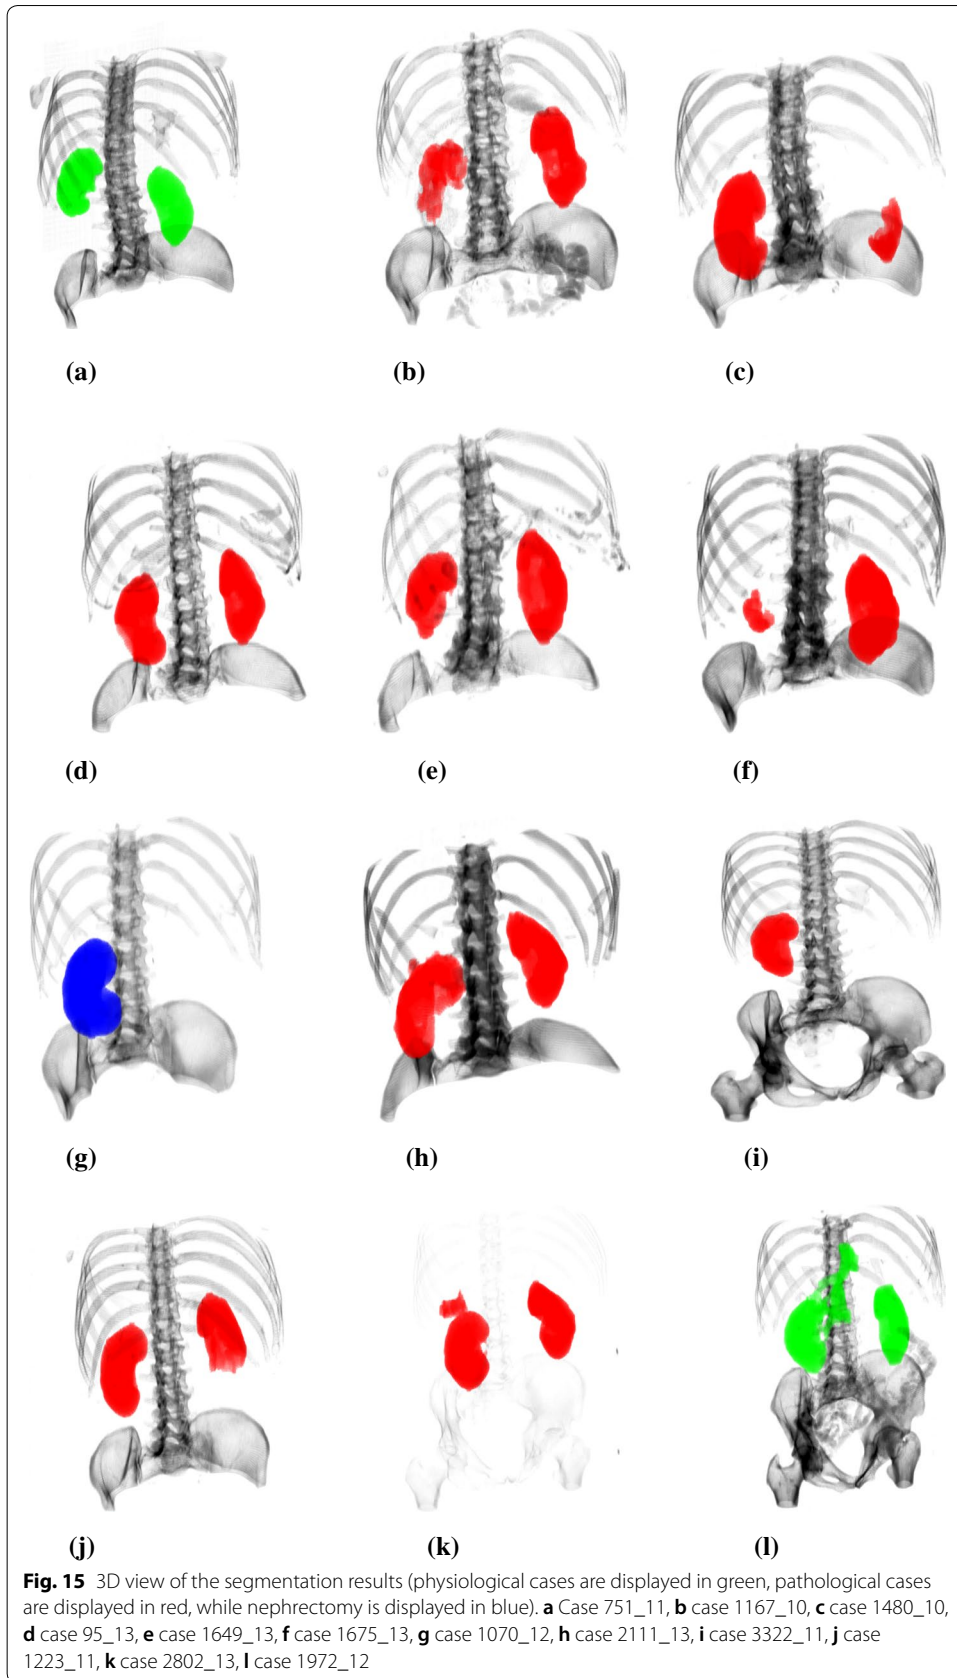 (a)
(b)
(c)
(d)
(e)
(f)
(g)
(h)
(i)
(j)
(k)
(l)
Fig. 15 3D view of the segmentation results (physiological cases are displayed in green, pathological cases
are displayed in red, while nephrectomy is displayed in blue). a Case 751_11, b case 1167_10, c case 1480_10,
d case 95_13, e case 1649_13, f case 1675_13, g case 1070_12, h case 2111_13, i case 3322_11, j case
1223_11, k case 2802_13, l case 1972_12